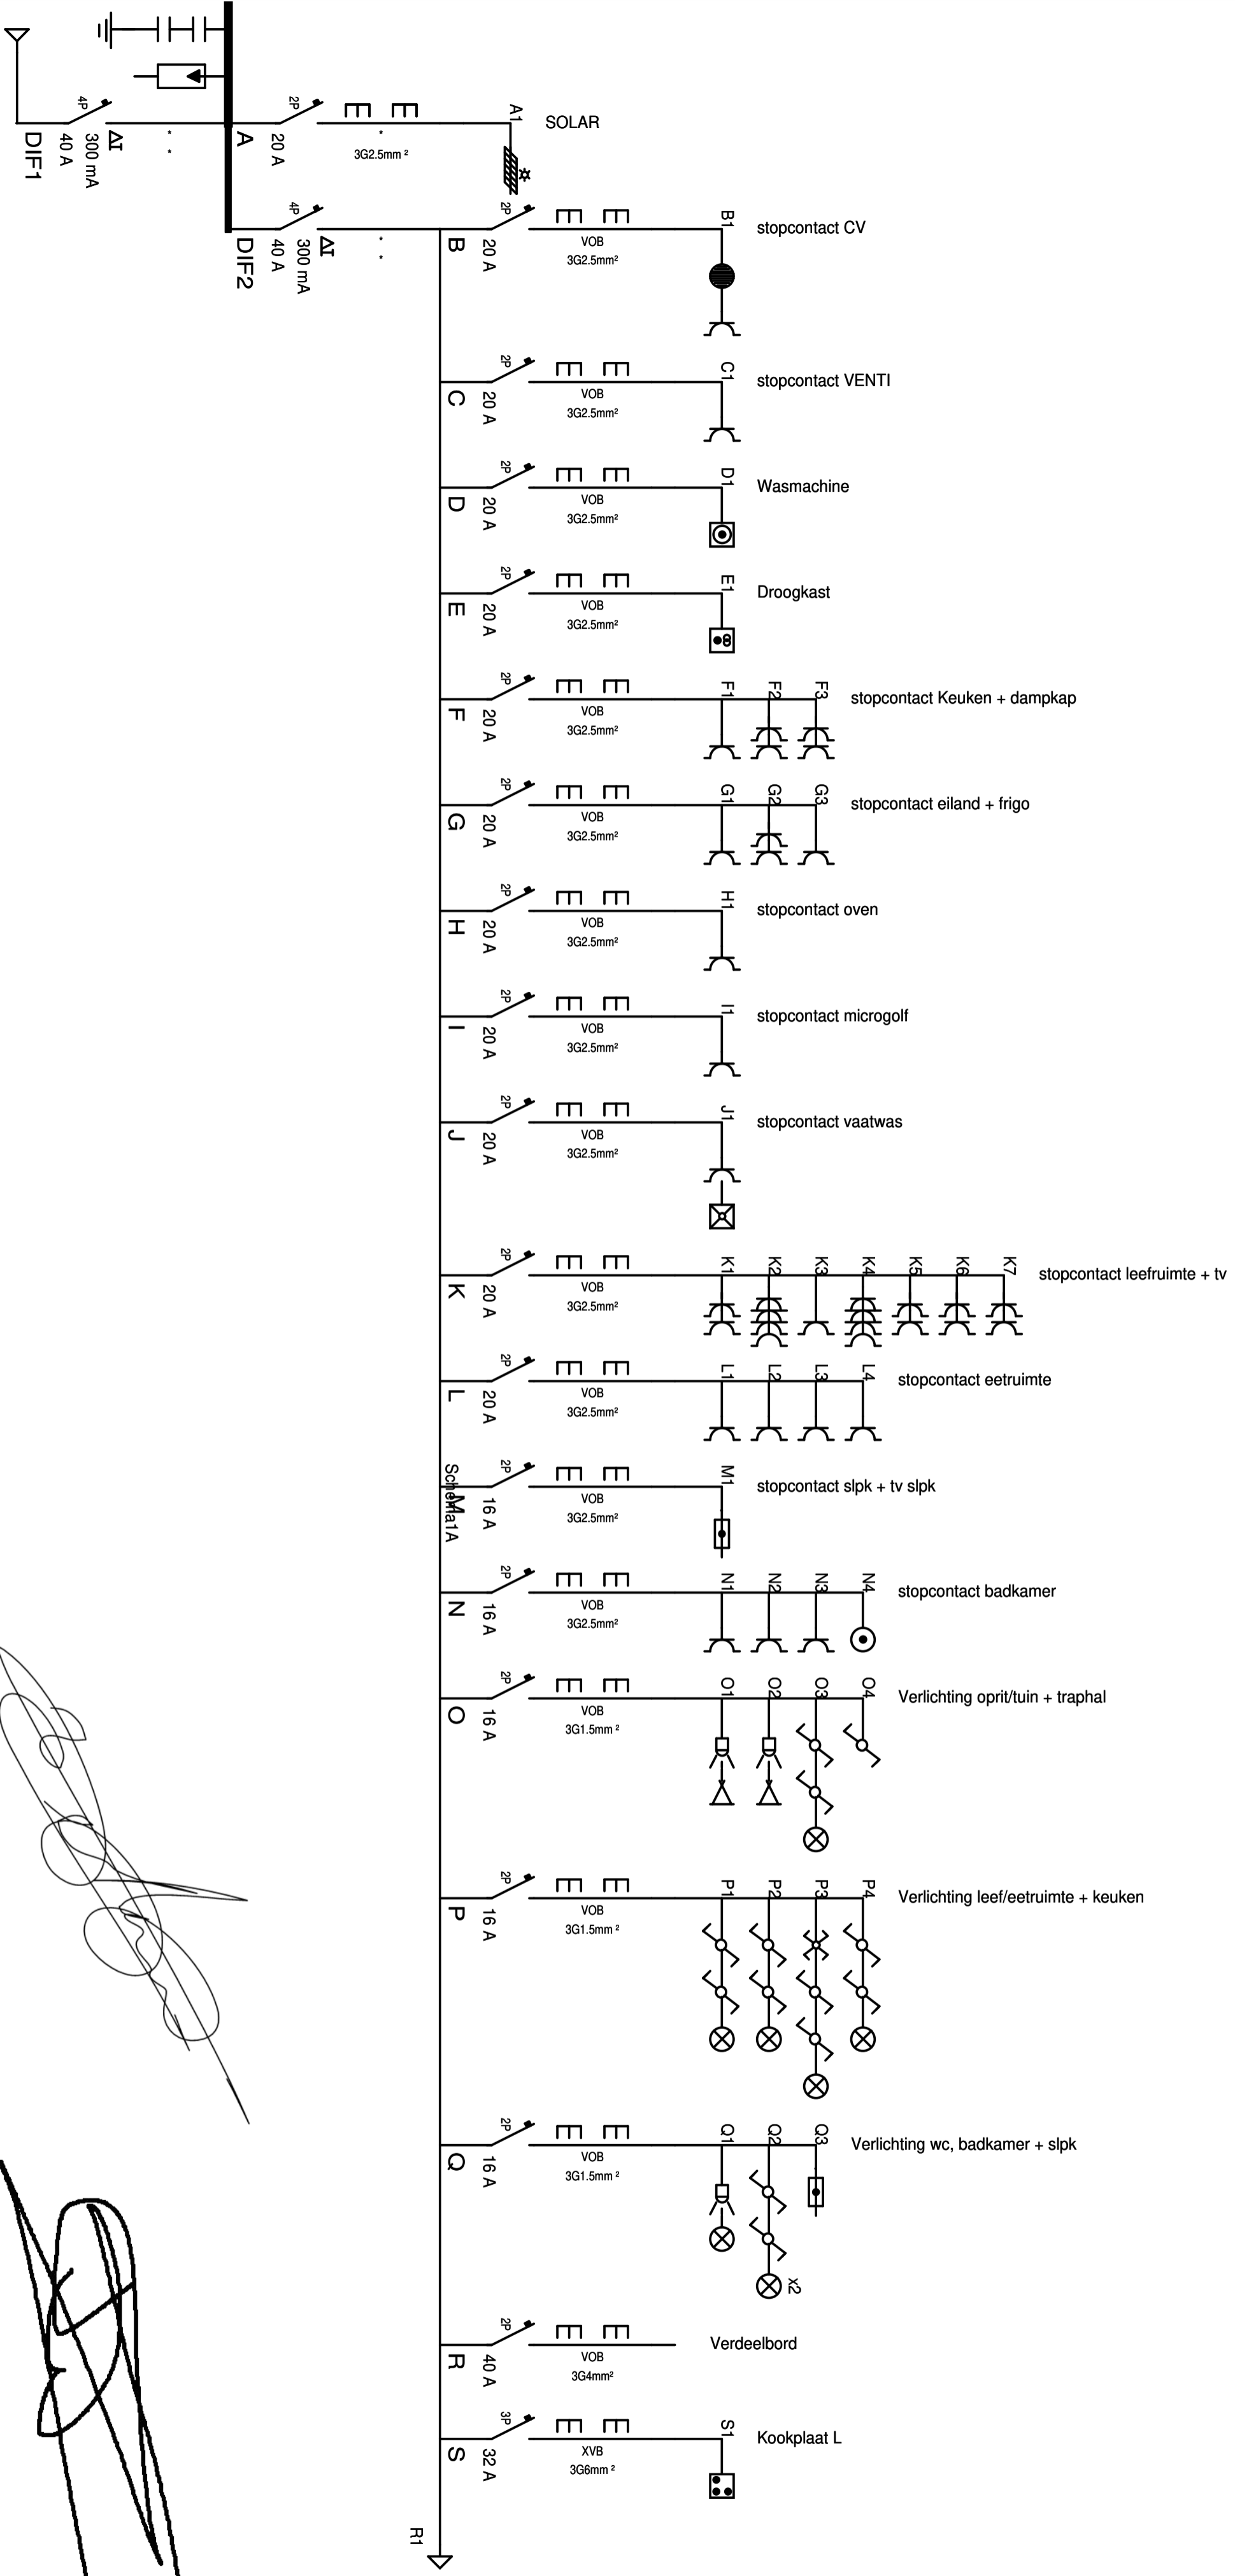 DIF1
4P
40 A
300 mA
ΔI
* *
A
2P
20 A
*
3G2.5mm ²
A1
SOLAR
DIF2
4P
40 A
300 mA
ΔI
* *
B
2P
20 A
VOB
3G2.5mm²
B1
stopcontact CV
C
2P
20 A
VOB
3G2.5mm²
C1
stopcontact VENTI
D
2P
20 A
VOB
3G2.5mm²
D1
Wasmachine
E
2P
20 A
VOB
3G2.5mm²
E1
Droogkast
F
2P
20 A
VOB
3G2.5mm²
F1
F2
F3
stopcontact Keuken + dampkap
G
2P
20 A
VOB
3G2.5mm²
G1
G2
G3
stopcontact eiland + frigo
H
2P
20 A
VOB
3G2.5mm²
H1
stopcontact oven
I
2P
20 A
VOB
3G2.5mm²
I1
stopcontact microgolf
J
2P
20 A
VOB
3G2.5mm²
J1
stopcontact vaatwas
K
2P
20 A
VOB
3G2.5mm²
K1
K2
K3
K4
K5
K6
K7
stopcontact leefruimte + tv
L
2P
20 A
VOB
3G2.5mm²
L1
L2
L3
L4
stopcontact eetruimte
Schema1A
M
2P
16 A
VOB
3G2.5mm²
M1
stopcontact slpk + tv slpk
N
2P
16 A
VOB
3G2.5mm²
N1
N2
N3
N4
stopcontact badkamer
O
2P
16 A
VOB
3G1.5mm ²
O1
O2
O3
O4
Verlichting oprit/tuin + traphal
P
2P
16 A
VOB
3G1.5mm ²
P1
P2
P3
P4
Verlichting leef/eetruimte + keuken
Q
2P
16 A
VOB
3G1.5mm ²
Q1
Q2
Q3
x2
Verlichting wc, badkamer + slpk
R
2P
40 A
VOB
3G4mm²
Verdeelbord
S
3P
32 A
XVB
3G6mm ²
S1
Kookplaat L
R1